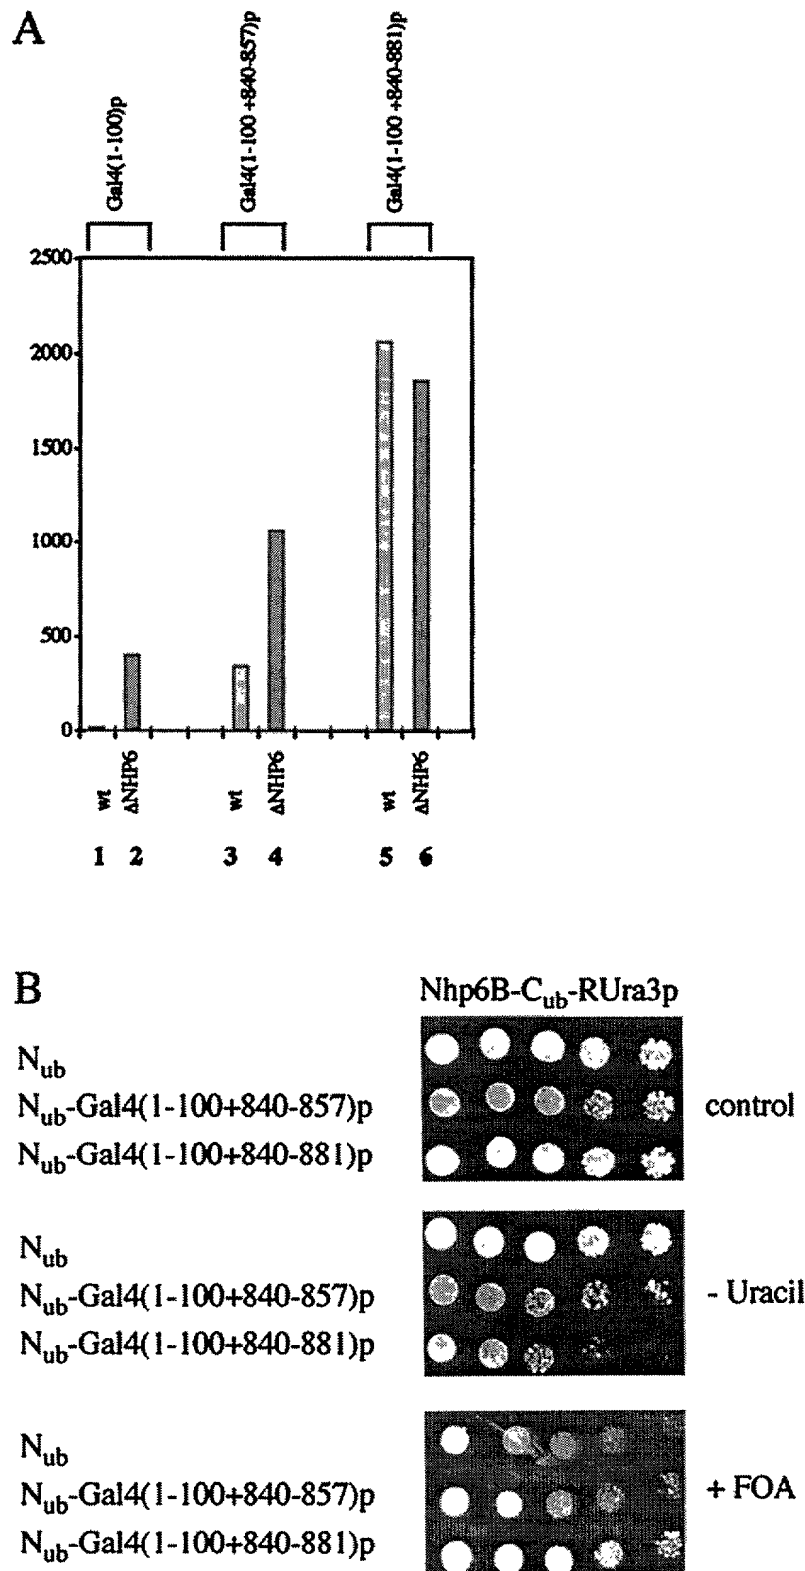 A
Gal4(1-100)p
Gal4(1-100 +840-857)p
Gal4(1-100 +840-881)p
2500
2000
1500
1000
500
0
wt
ΔNHP6
wt
ΔNHP6
wt
ΔNHP6
1 2 3 4 5 6
B
Nhp6B-Cub-RUra3p
Nub
Nub-Gal4(1-100+840-857)p
Nub-Gal4(1-100+840-881)p
control
Nub
Nub-Gal4(1-100+840-857)p
Nub-Gal4(1-100+840-881)p
- Uracil
Nub
Nub-Gal4(1-100+840-857)p
Nub-Gal4(1-100+840-881)p
+ FOA